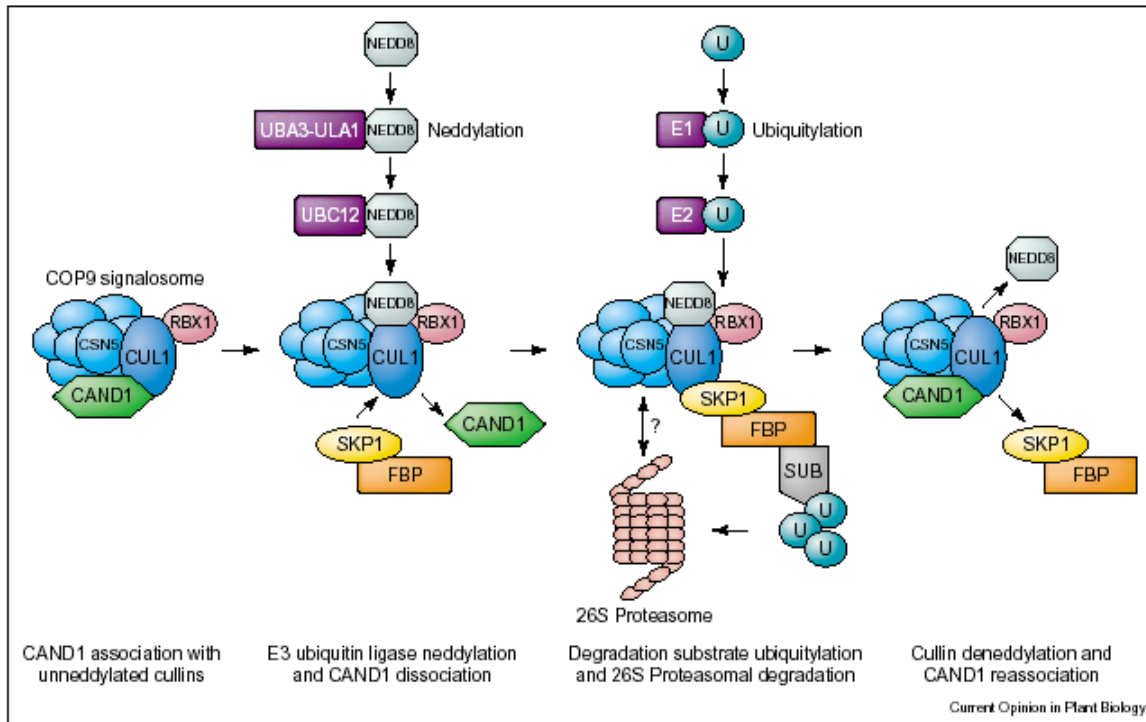 NEDD8
U
UBA3-ULA1
NEDD8
Neddylation
E1
U
Ubiquitylation
UBC12
NEDD8
E2
U
NEDD8
COP9 signalosome
NEDD8
NEDD8
RBX1
RBX1
RBX1
RBX1
CSN5
CUL1
CSN5
CUL1
CSN5
CUL1
CSN5
CUL1
CAND1
CAND1
SKP1
CAND1
SKP1
?
FBP
SKP1
FBP
FBP
SUB
U
U
U
26S Proteasome
CAND1 association with
unneddylated cullins
E3 ubiquitin ligase neddylation
and CAND1 dissociation
Degradation substrate ubiquitylation
and 26S Proteasomal degradation
Cullin deneddylation and
CAND1 reassociation
Current Opinion in Plant Biology